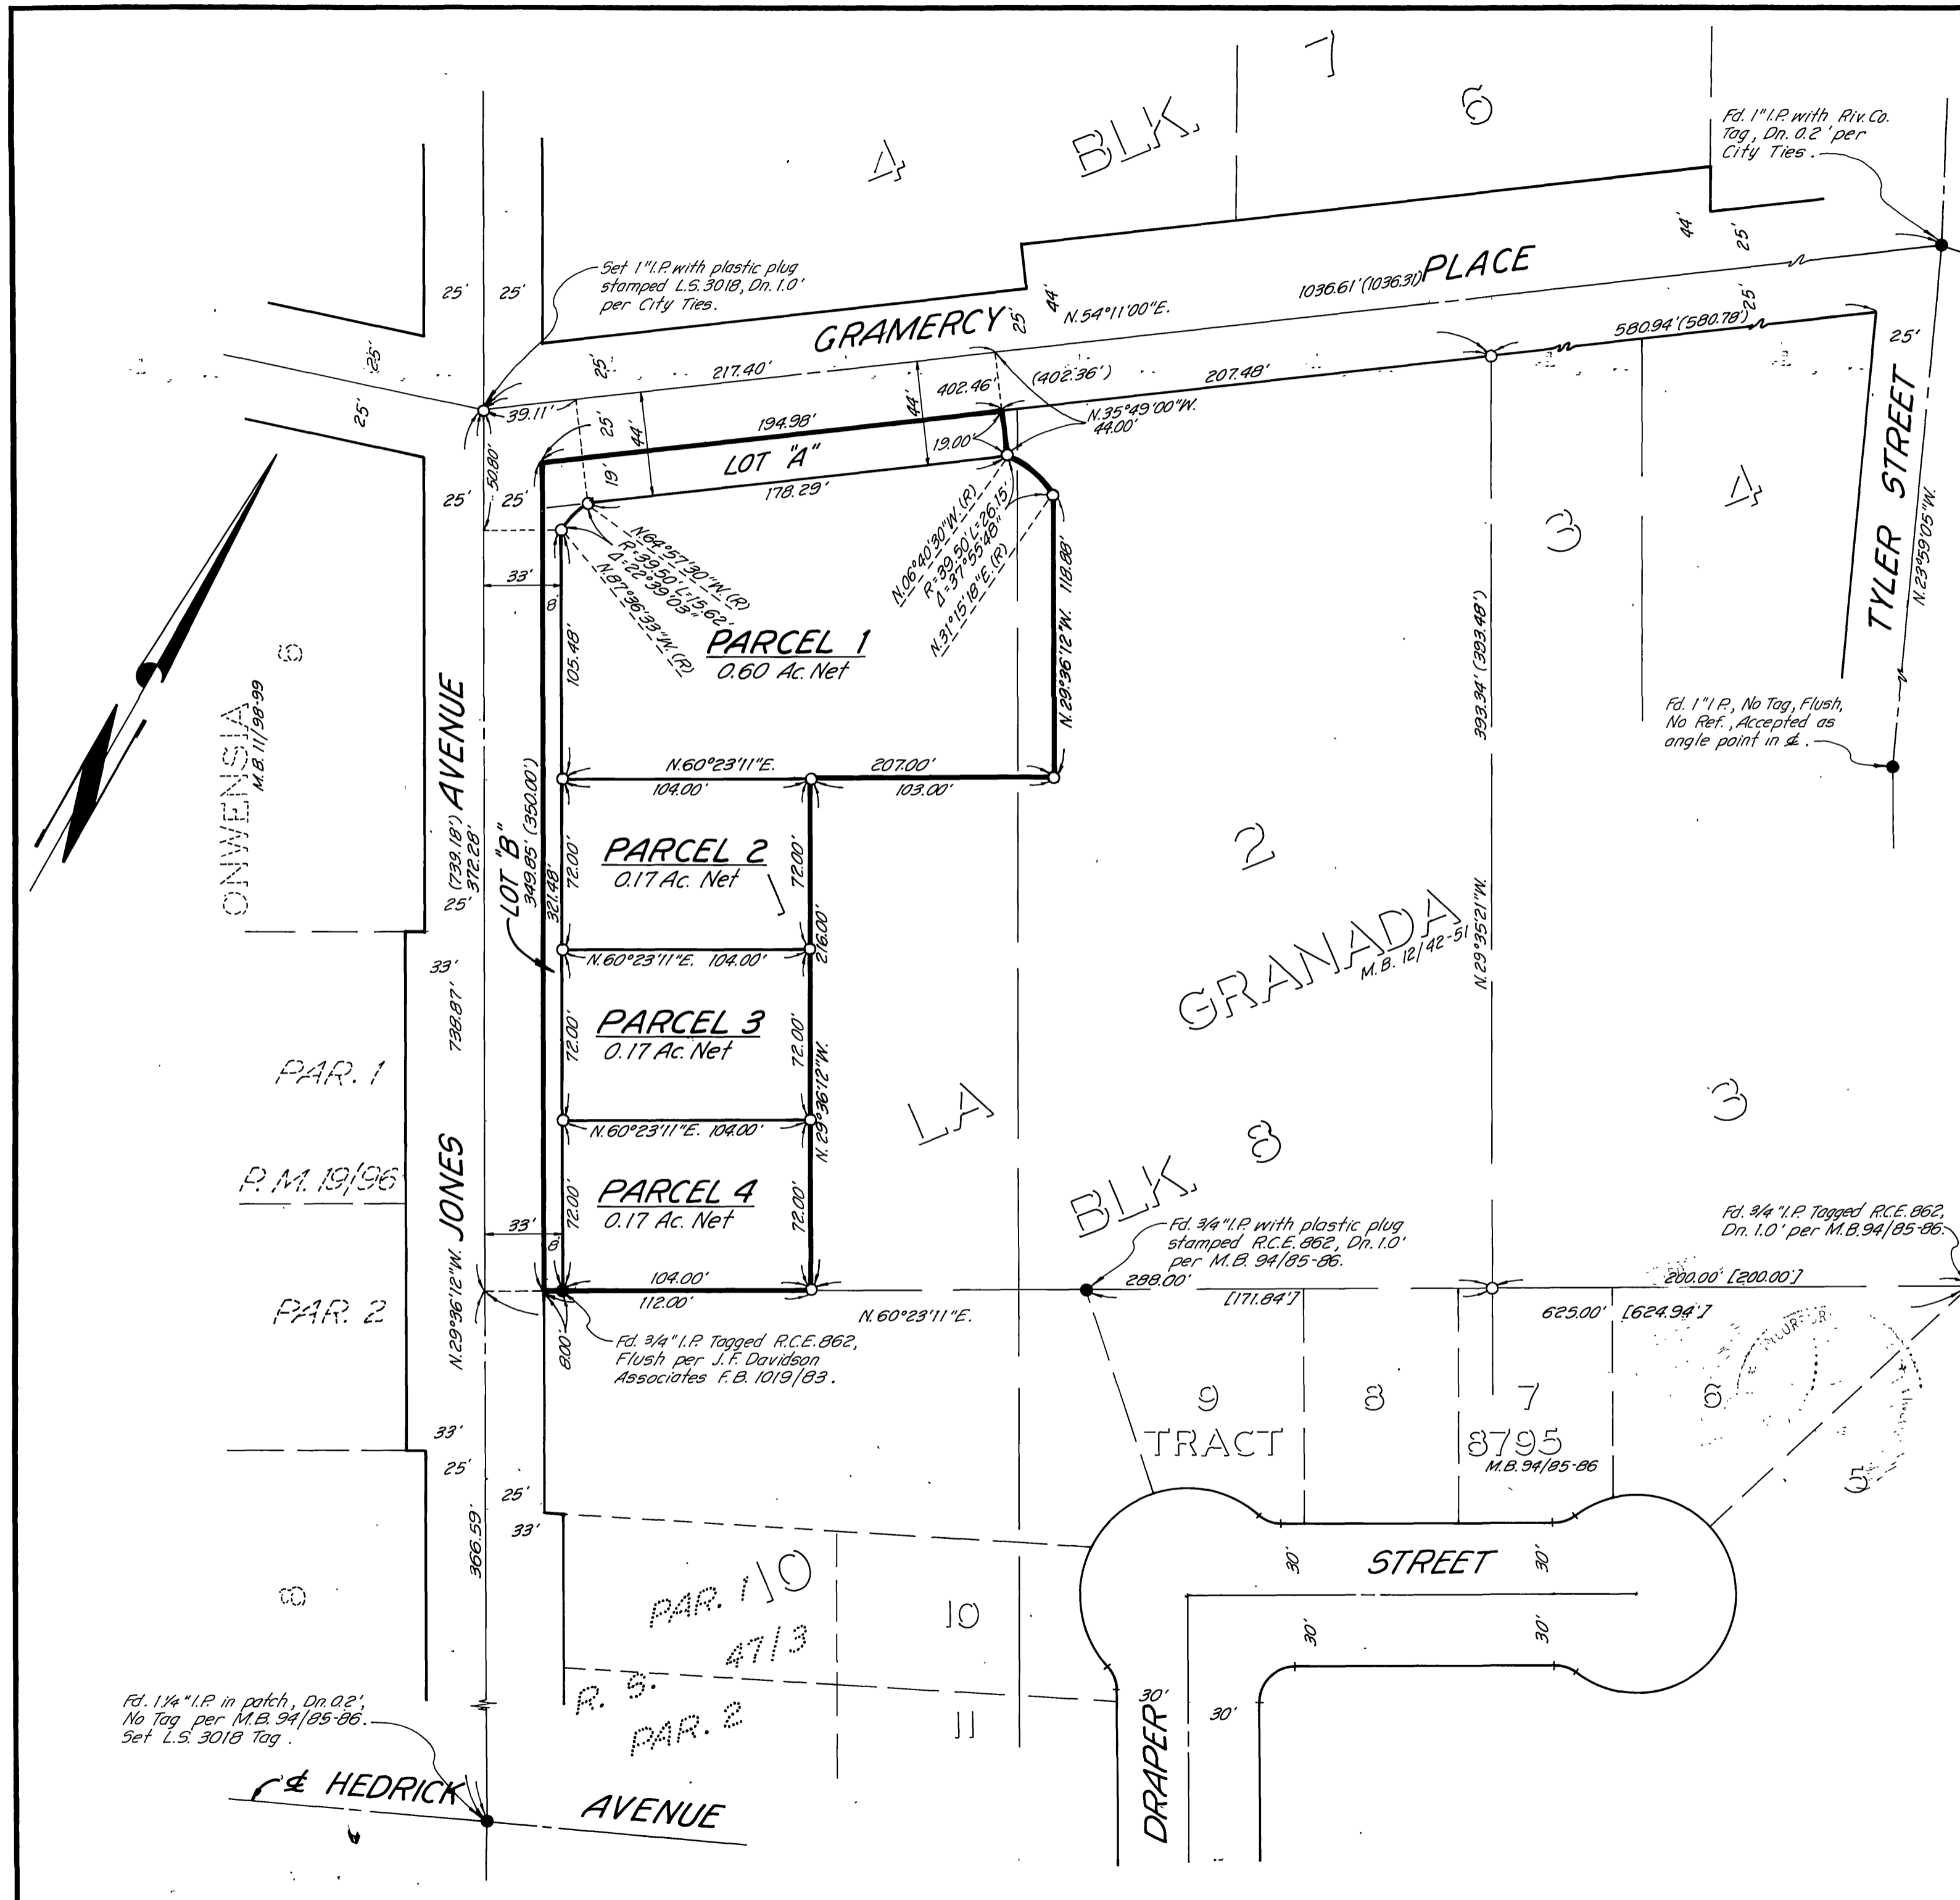 7
6
4
BLK.
Fd. 1" I.P. with Riv. Co.
Tag, Dn. 0.2' per
City Ties.
Set 1" I.P. with plastic plug
stamped L.S. 3018, Dn. 1.0'
per City Ties.
25'
25'
44'
25'
GRAMERCY
PLACE
25'
44'
N.54°11'00"E.
1036.61' (1036.31)
25'
580.94' (580.78')
25'
25'
25'
25'
217.40'
402.46'
(402.36')
207.48'
39.11'
25'
44'
44'
N.35°49'00"W.
44.00'
194.98'
19.00'
LOT "A"
178.29'
19'
50.80'
25'
25'
N.64°57'30"W.(R)
R=39.50' L=15.62'
Δ=22°39'03"
N.87°36'33"W.(R)
N.06°40'30"W.(R)
R=39.50' L=26.15'
Δ=37°55'48"
N.31°15'18"E.(R)
N.29°36'12"W. 118.88'
33'
8'
105.48'
PARCEL 1
0.60 Ac. Net
3
4
TYLER STREET
N.23°59'05"W.
393.34' (393.48')
Fd. 1" I.P., No Tag, Flush,
No Ref., Accepted as
angle point in ℄.
9
ONWENSIA
M.B. 11/98-99
AVENUE
(739.18')
372.28'
25'
LOT "B"
349.85' (350.00')
321.48'
N.60°23'11"E.
207.00'
104.00'
103.00'
72.00'
PARCEL 2
0.17 Ac. Net
72.00'
216.00'
2
GRANADA
M.B. 12/42-51
N.29°35'21"W.
N.60°23'11"E. 104.00'
33'
738.87'
72.00'
PARCEL 3
0.17 Ac. Net
72.00'
N.29°36'12"W.
PAR. 1
LA
3
BLK. 8
N.60°23'11"E. 104.00'
P.M. 19/96
JONES
N.29°36'12"W.
72.00'
PARCEL 4
0.17 Ac. Net
72.00'
33'
8'
PAR. 2
Fd. 3/4" I.P. with plastic plug
stamped R.C.E. 862, Dn. 1.0'
per M.B. 94/85-86.
Fd. 3/4" I.P. Tagged R.C.E. 862,
Dn. 1.0' per M.B. 94/85-86.
104.00'
112.00'
288.00'
[171.84']
200.00' [200.00']
N.60°23'11"E.
625.00' [624.94']
8.00'
Fd. 3/4" I.P. Tagged R.C.E. 862,
Flush per J.F. Davidson
Associates F.B. 1019/83.
9
8
7
6
5
TRACT
8795
M.B. 94/85-86
33'
25'
25'
33'
366.59'
8
STREET
30'
30'
30'
30'
PAR. 1
10
47/3
10
R. S.
PAR. 2
11
30'
30'
DRAPER
Fd. 1 1/4" I.P. in patch, Dn. 0.2',
No Tag per M.B. 94/85-86.
Set L.S. 3018 Tag.
℄ HEDRICK
AVENUE